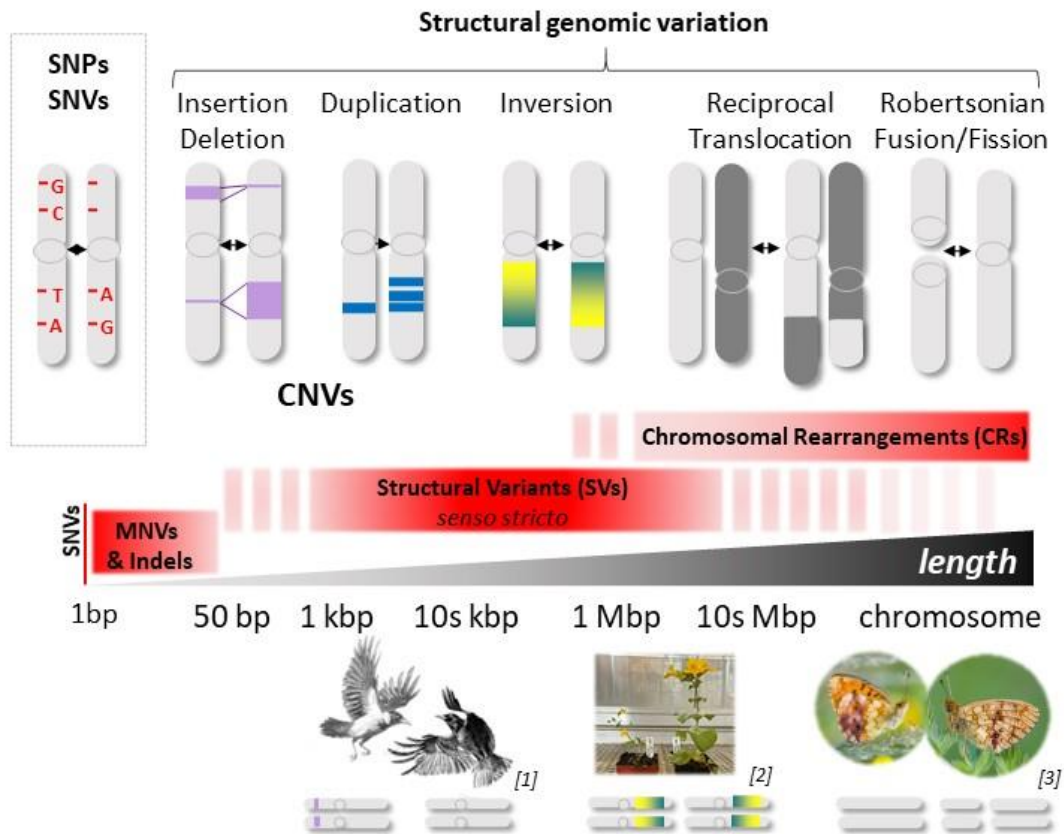 Structural genomic variation
SNPs
SNVs
Insertion
Deletion
Duplication
Inversion
Reciprocal
Translocation
Robertsonian
Fusion/Fission
G
C
T
A
A
G
CNVs
Chromosomal Rearrangements (CRs)
Structural Variants (SVs)
senso stricto
SNVs
MNVs
& Indels
length
1bp
50 bp
1 kbp
10s kbp
1 Mbp
10s Mbp
chromosome
[1]
[2]
[3]